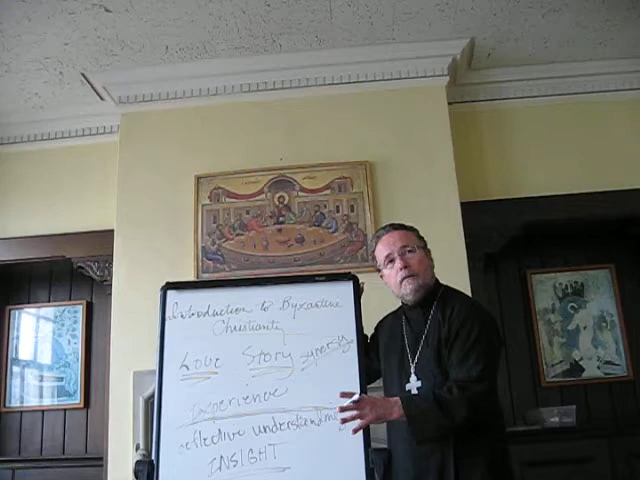 Introduction to Byzantine
Christianity
Love Story synergy
Experience
reflective understanding
INSIGHT